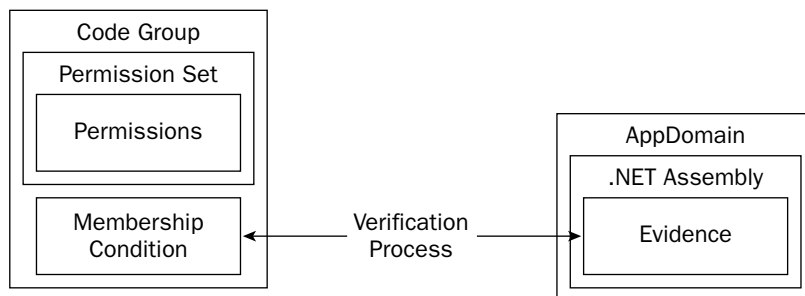 Code Group
Permission Set
Permissions
Membership
Condition
Verification
Process
AppDomain
.NET Assembly
Evidence